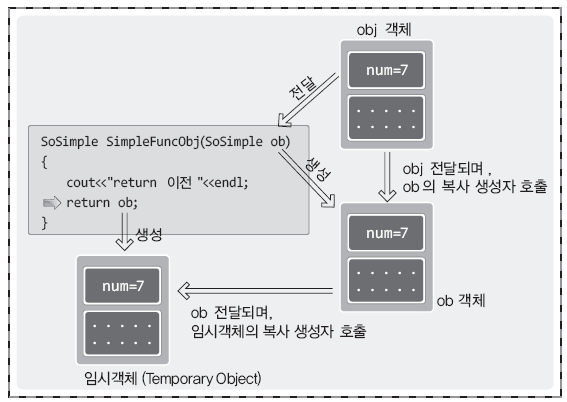 obj 객체
num=7
. . . . .
. . . . .
전달
SoSimple SimpleFuncObj(SoSimple ob)
{
cout<<"return 이전 "<<endl;
return ob;
}
생성
obj 전달되며,
ob의 복사 생성자 호출
생성
num=7
. . . . .
. . . . .
ob 객체
num=7
. . . . .
. . . . .
ob 전달되며,
임시객체의 복사 생성자 호출
임시객체 (Temporary Object)